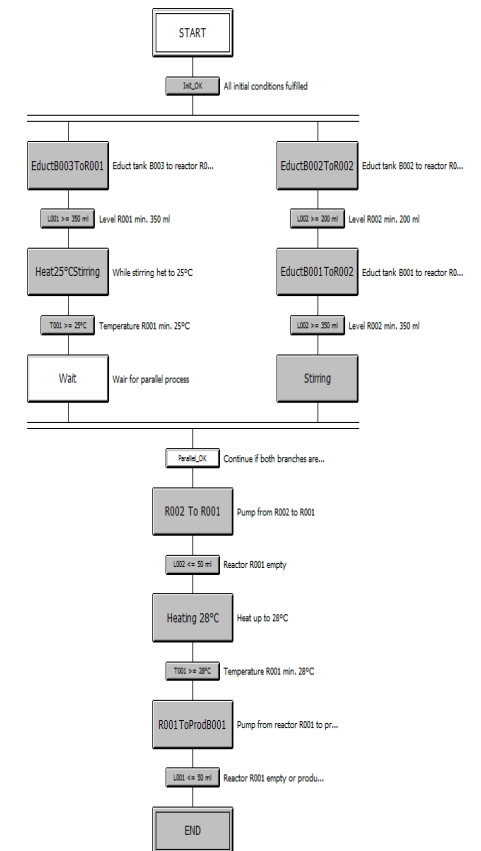 START
Init_OK All initial conditions fulfilled
EductB003ToR001 Educt tank B003 to reactor R0...
EductB002ToR002 Educt tank B002 to reactor R0...
L001 >= 350 ml Level R001 min. 350 ml
L002 >= 200 ml Level R002 min. 200 ml
Heat25°CStirring While stirring het to 25°C
EductB001ToR002 Educt tank B001 to reactor R0...
T001 >= 25°C Temperature R001 min. 25°C
L002 >= 350 ml Level R002 min. 350 ml
Wait Wair for parallel process
Stirring
Parallel_OK Continue if both branches are...
R002 To R001 Pump from R002 to R001
L002 <= 50 ml Reactor R001 empty
Heating 28°C Heat up to 28°C
T001 >= 28°C Temperature R001 min. 28°C
R001ToProdB001 Pump from reactor R001 to pr...
L001 <= 50 ml Reactor R001 empty or produ...
END